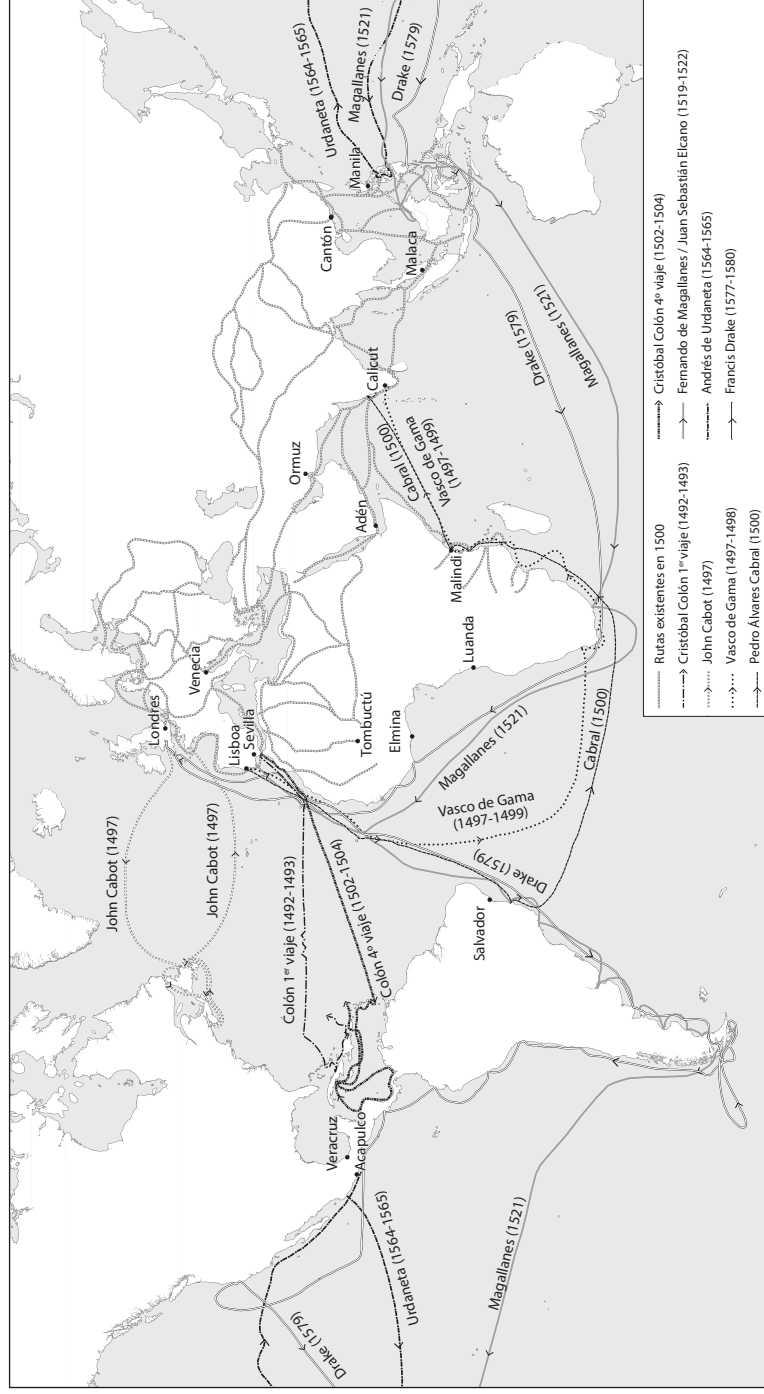 John Cabot (1497)
John Cabot (1497)
Londres
Venecia
Lisboa
Sevilla
Colón 1er viaje (1492-1493)
Colón 4º viaje (1502-1504)
Veracruz
Acapulco
Drake (1579)
Urdaneta (1564-1565)
Magallanes (1521)
Salvador
Drake (1579)
Vasco de Gama
(1497-1499)
Magallanes (1521)
Cabral (1500)
Tombuctú
Elmina
Luanda
Malindi
Adén
Ormuz
Cabral (1500)
Vasco de Gama
(1497-1499)
Calicut
Cantón
Manila
Malaca
Urdaneta (1564-1565)
Magallanes (1521)
Drake (1579)
Drake (1579)
Magallanes (1521)
Rutas existentes en 1500
Cristóbal Colón 1er viaje (1492-1493)
John Cabot (1497)
Vasco de Gama (1497-1498)
Pedro Álvares Cabral (1500)
Cristóbal Colón 4º viaje (1502-1504)
Fernando de Magallanes / Juan Sebastián Elcano (1519-1522)
Andrés de Urdaneta (1564-1565)
Francis Drake (1577-1580)